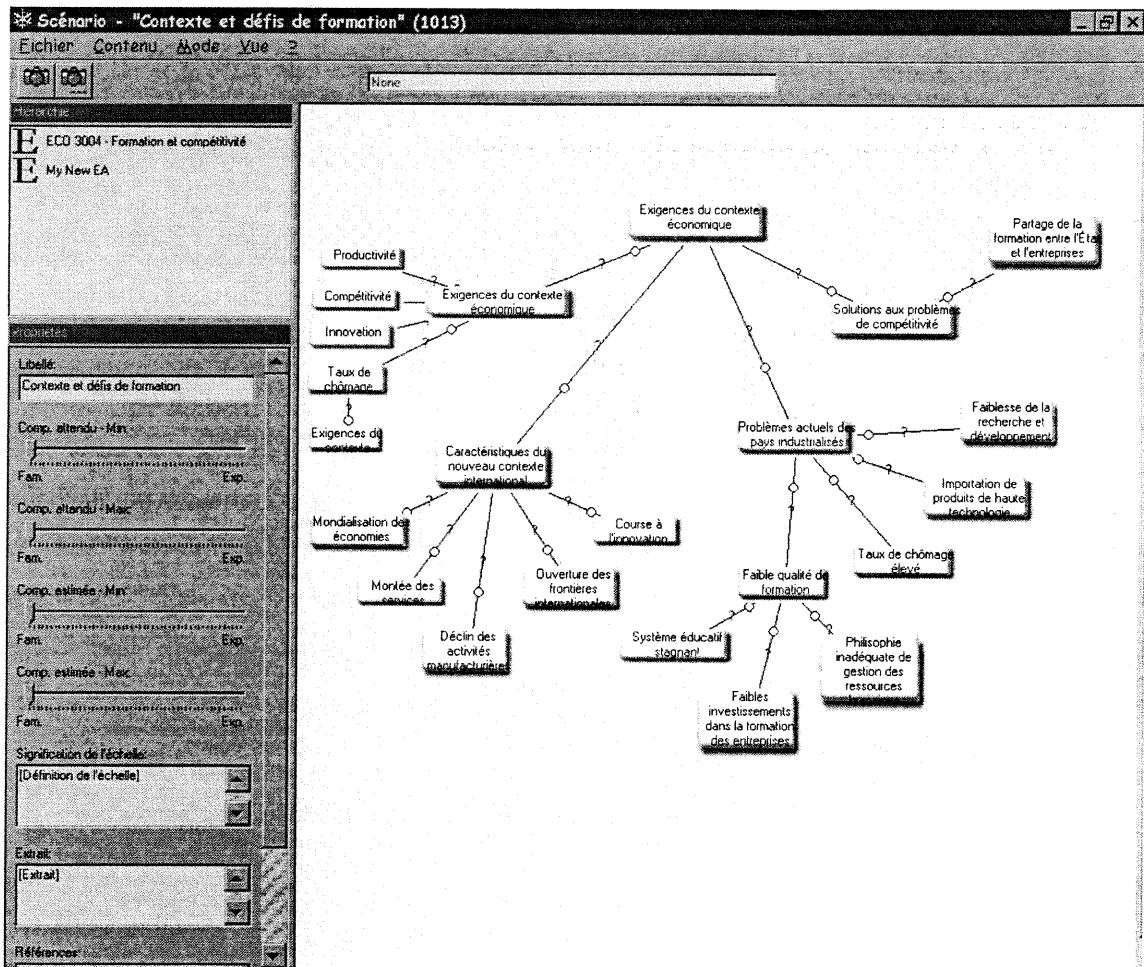 Scénario - "Contexte et défis de formation" (1013)
Fichier Contenu Mode Vue ?
None
Hiérarchie
E ECO 3004 - Formation et compétitivité
E My New EA
Propriétés
Libellé:
Contexte et défis de formation
Comp. attendu - Min:
Fam. Exp.
Comp. attendu - Max:
Fam. Exp.
Comp. estimée - Min:
Fam. Exp.
Comp. estimée - Max:
Fam. Exp.
Signification de l'échelle:
[Définition de l'échelle]
Extrait:
[Extrait]
Références:
Exigences du contexte
économique
Partage de la
formation entre l'Éta
et l'entreprises
Productivité
Compétitivité
Innovation
Exigences du contexte
économique
Solutions aux problèmes
de compétitivité
Taux de
chômage
Exigences du
contexte
Caractéristiques du
nouveau contexte
international
Problèmes actuels des
pays industrialisés
Faiblesse de la
recherche et
développement
Importation de
produits de haute
technologie
Mondialisation des
économies
Course à
l'innovation
Montée des
services
Ouverture des
frontières
internationales
Déclin des
activités
manufacturière
Taux de chômage
élevé
Faible qualité de
formation
Système éducatif
stagnant
Philisophie
inadéquate de
gestion des
ressources
Faibles
investissements
dans la formation
des entreprises
? ? ? ? ? ? ? ? ? ? ? ? ? ? ? ? ? ? ? ?